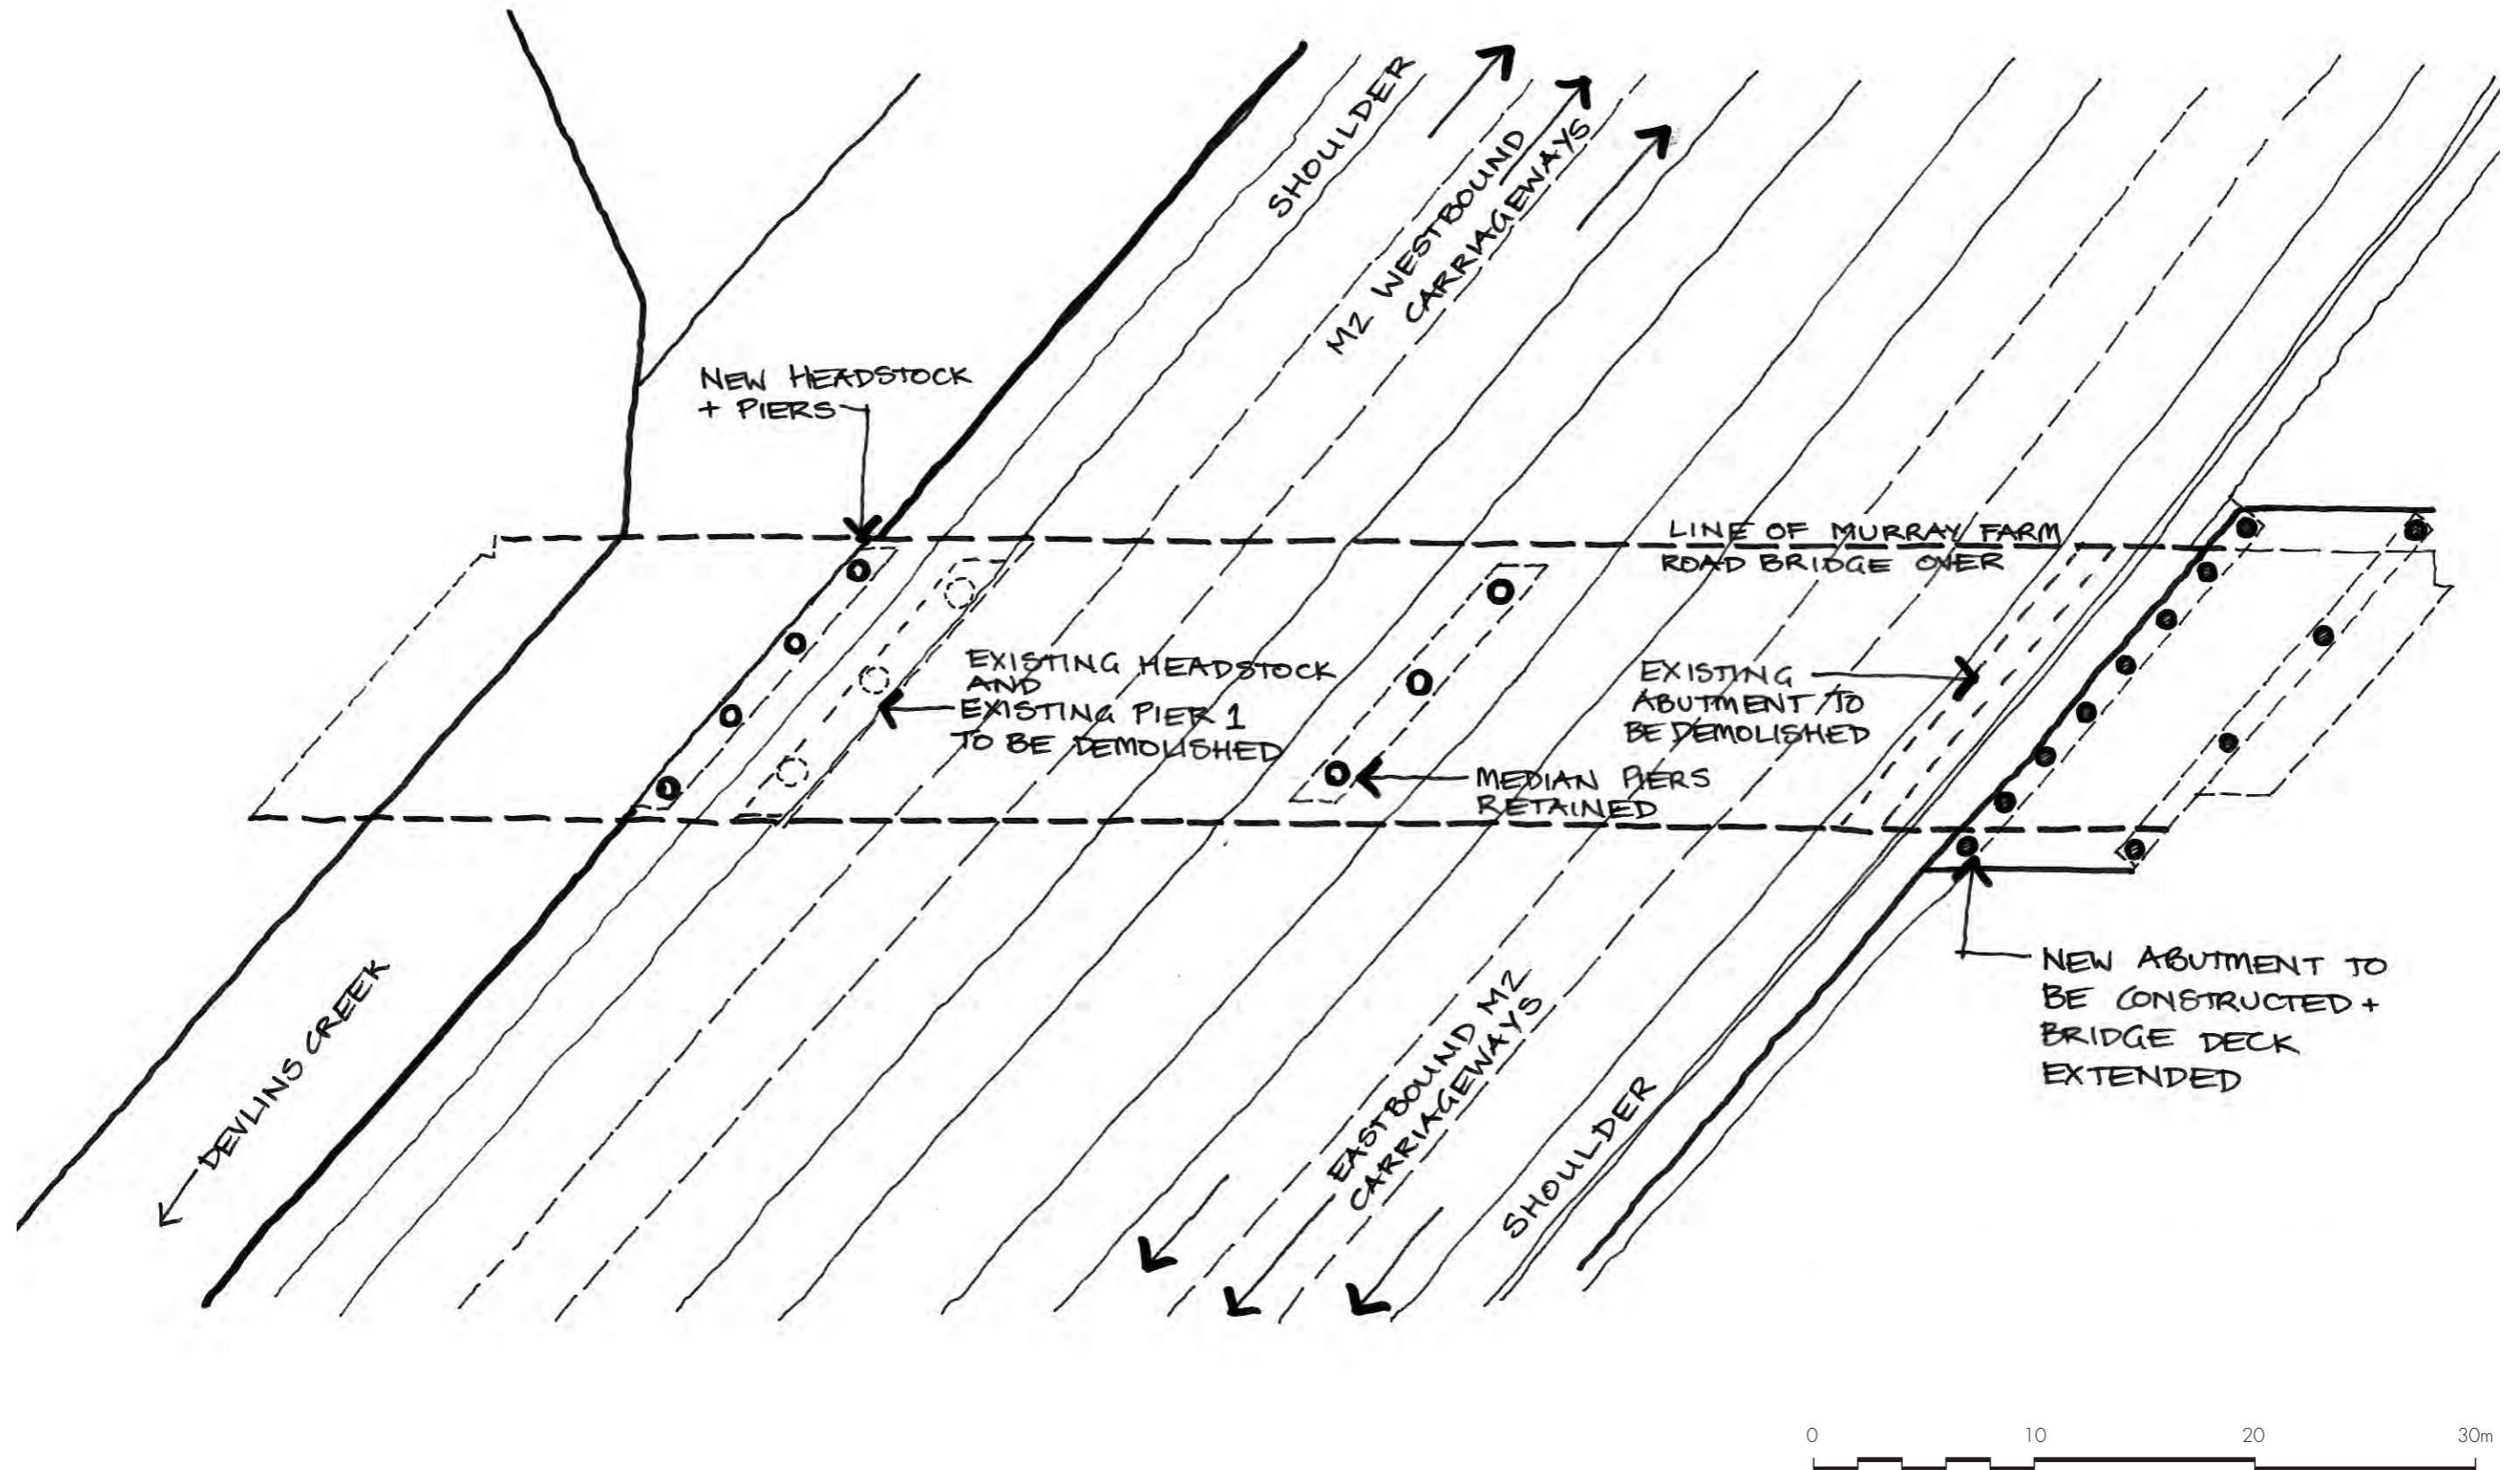 SHOULDER
M2 WESTBOUND
CARRIAGEWAYS
NEW HEADSTOCK
+ PIERS
LINE OF MURRAY FARM
ROAD BRIDGE OVER
EXISTING HEADSTOCK
AND
EXISTING PIER 1
TO BE DEMOLISHED
EXISTING
ABUTMENT TO
BE DEMOLISHED
MEDIAN PIERS
RETAINED
DEVLINS CREEK
EASTBOUND M2
CARRIAGEWAYS
SHOULDER
NEW ABUTMENT TO
BE CONSTRUCTED +
BRIDGE DECK
EXTENDED
0 10 20 30m